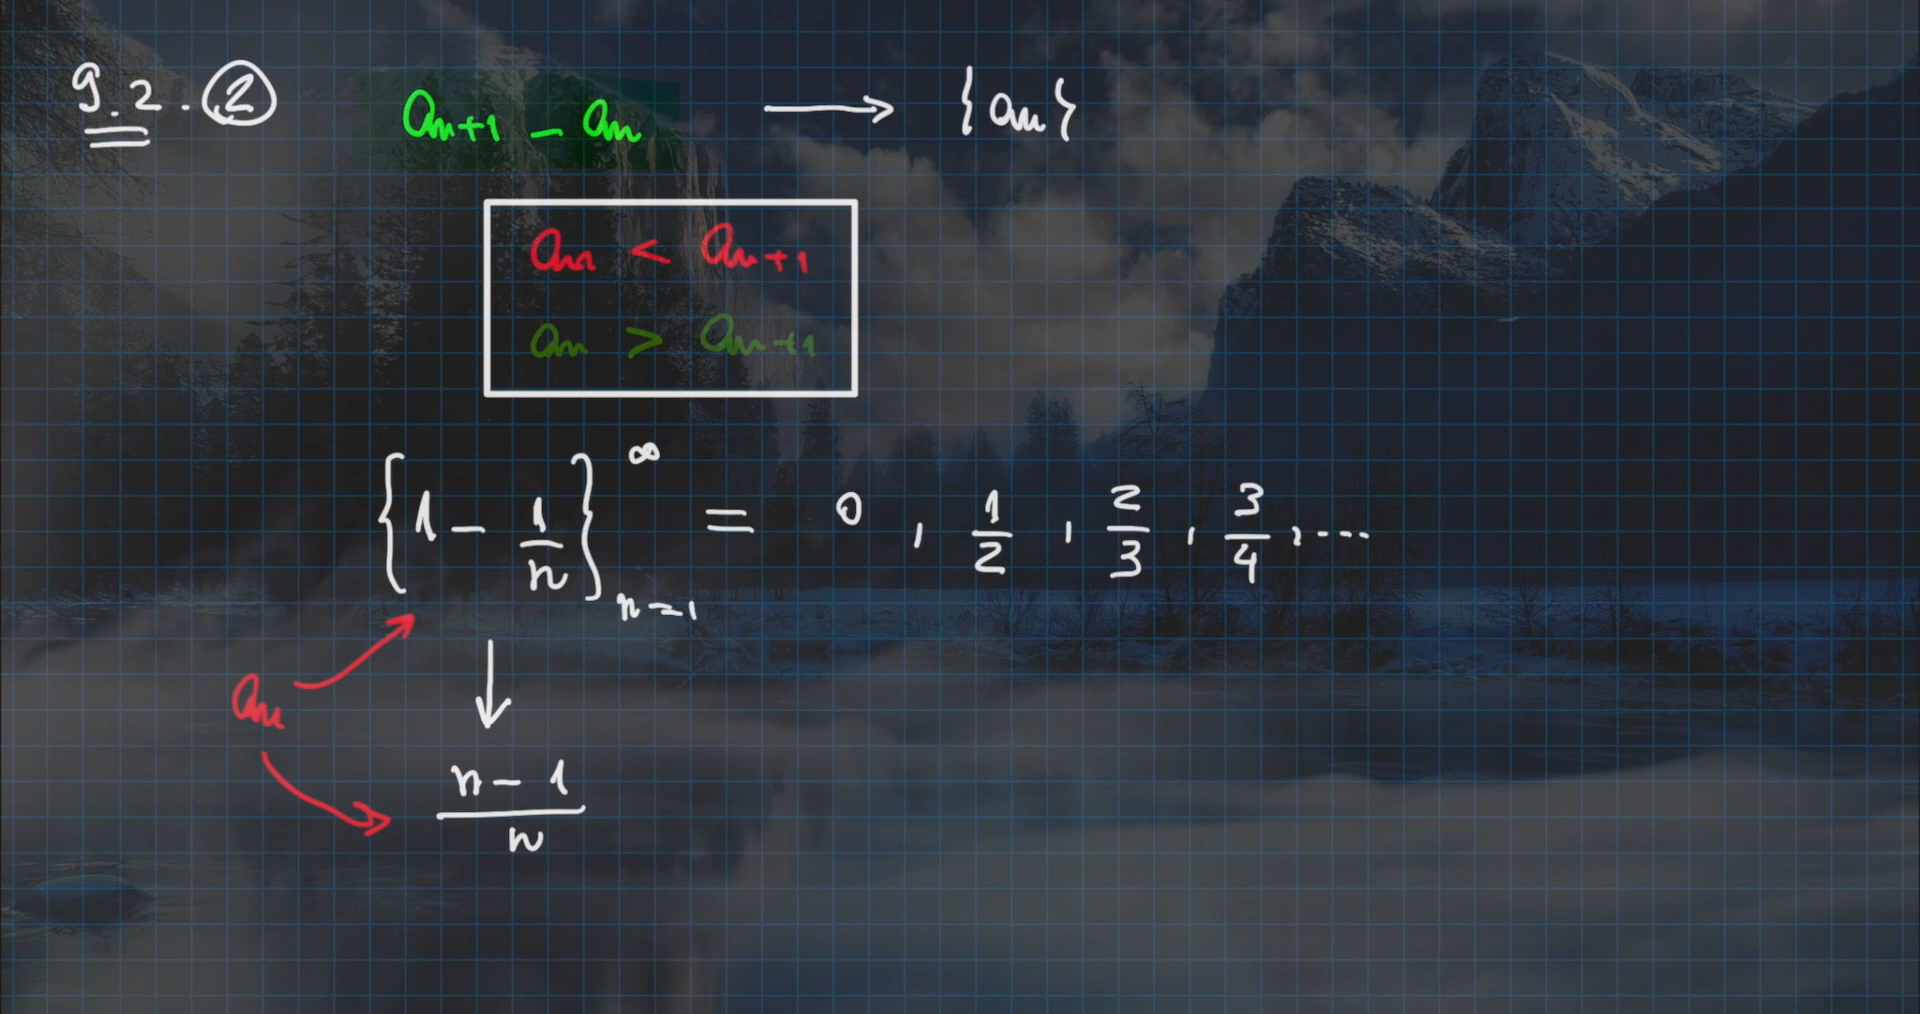 9.2.② aₙ₊₁ - aₙ ⟶ {aₙ}
aₙ < aₙ₊₁
aₙ > aₙ₊₁
{1 - 1/n}ₙ₌₁^∞ = 0, 1/2, 2/3, 3/4, ...
aₙ
(n - 1)/n